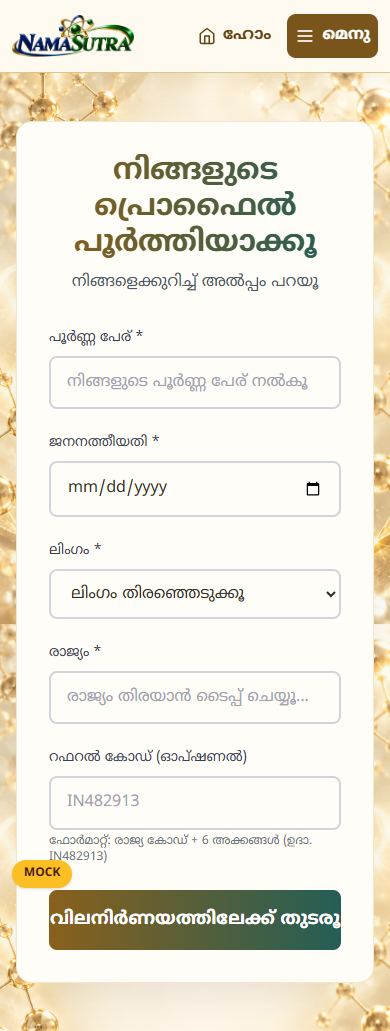 NAMASUTRA
ഹോം
മെനു
നിങ്ങളുടെ
പ്രൊഫൈൽ
പൂർത്തിയാക്കൂ
നിങ്ങളെക്കുറിച്ച് അൽപ്പം പറയൂ
പൂർണ്ണ പേര് *
നിങ്ങളുടെ പൂർണ്ണ പേര് നൽകൂ
ജനനത്തീയതി *
mm/dd/yyyy
ലിംഗം *
ലിംഗം തിരഞ്ഞെടുക്കൂ
രാജ്യം *
രാജ്യം തിരയാൻ ടൈപ്പ് ചെയ്യൂ...
റഫറൽ കോഡ് (ഓപ്ഷണൽ)
IN482913
ഫോർമാറ്റ്: രാജ്യ കോഡ് + 6 അക്കങ്ങൾ (ഉദാ.
IN482913)
MOCK
വിലനിർണയത്തിലേക്ക് തുടരൂ